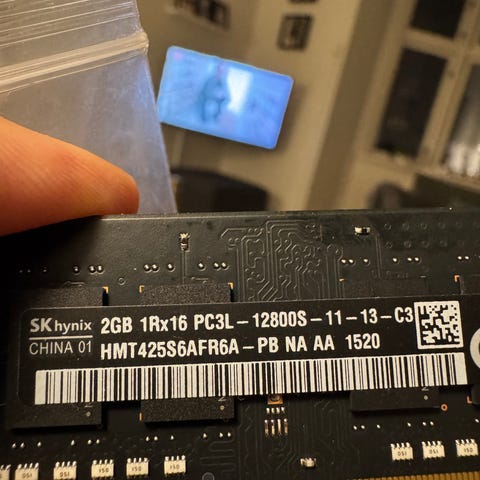 SK hynix 2GB 1Rx16 PC3L-12800S-11-13-C3
CHINA 01 HMT425S6AFR6A-PB NA AA 1520